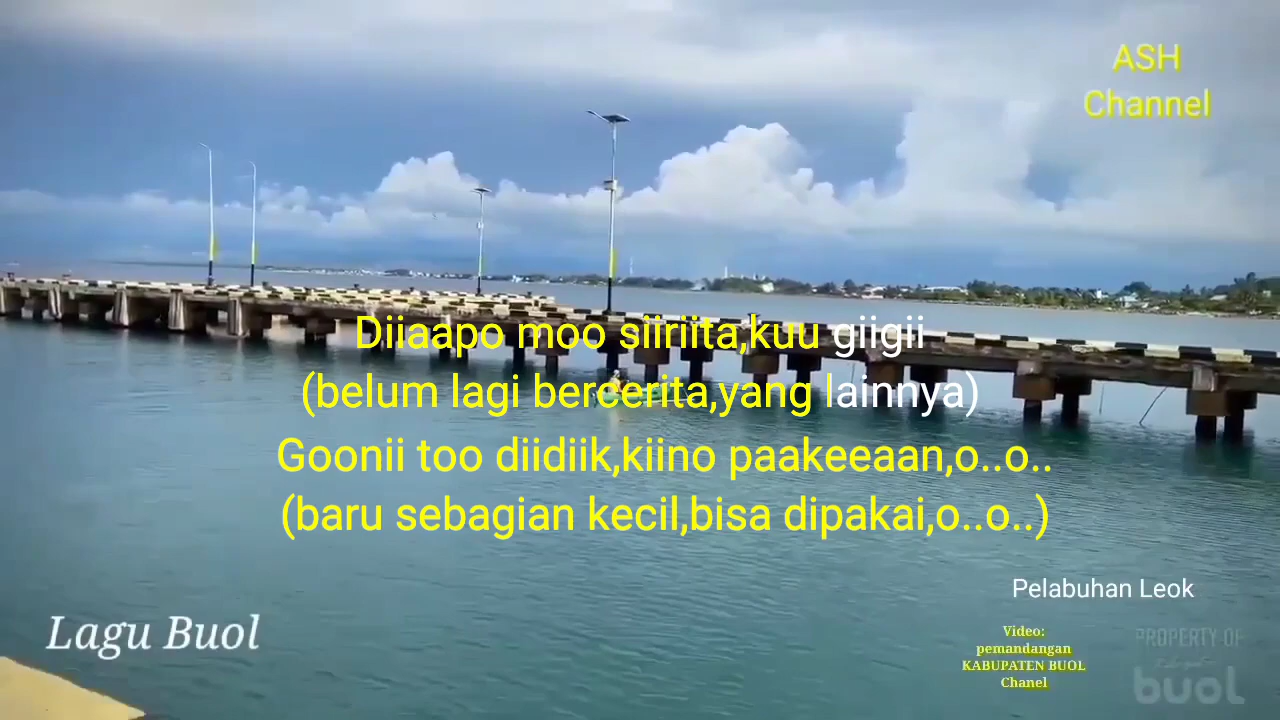 ASH
Channel
Diiaapo moo siiriita,kuu giigii
(belum lagi bercerita,yang lainnya)
Goonii too diidiik,kiino paakeeaan,o..o..
(baru sebagian kecil,bisa dipakai,o..o..)
Pelabuhan Leok
Lagu Buol
Video:
pemandangan
KABUPATEN BUOL
Chanel
PROPERTY OF
buol